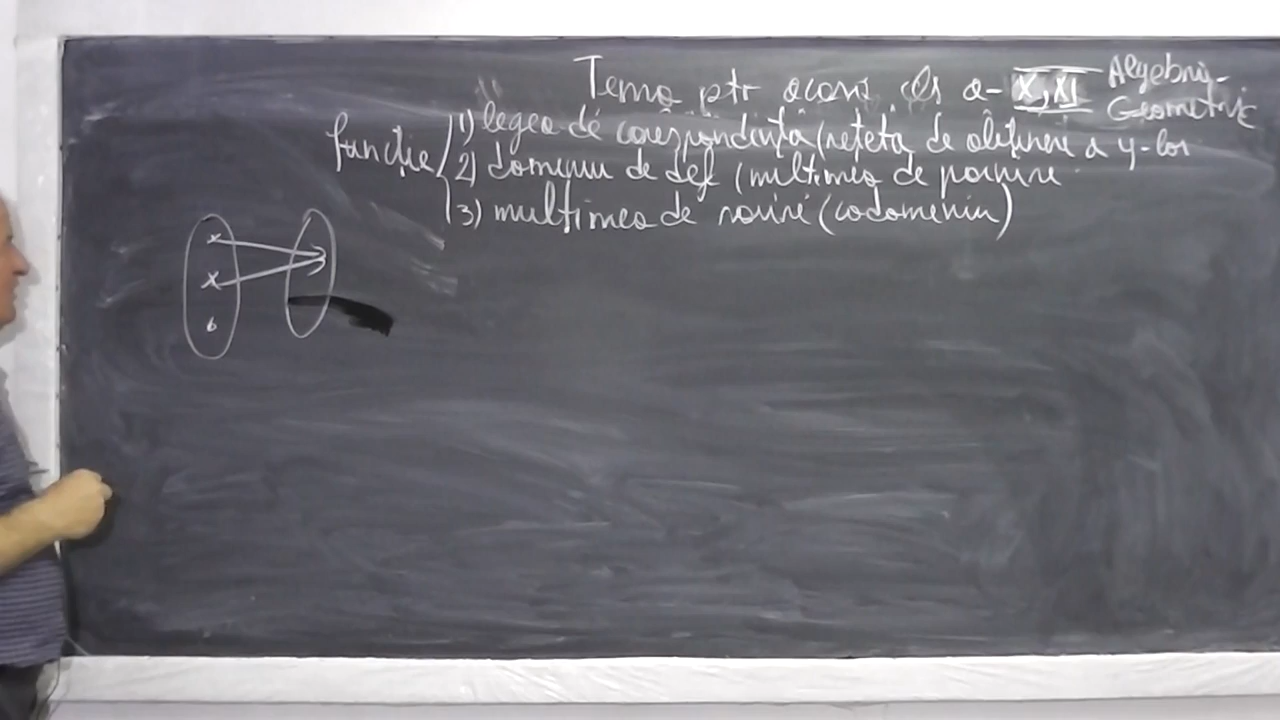 Tema ptr acasă cls a- X, XI Algebră-
Geometrie
funcție 1) legea de corespondență (rețeta de obținere a y-lor
2) domeniu de def (mulțimea de pornire
3) mulțimea de sosire (codomeniu)
x
x